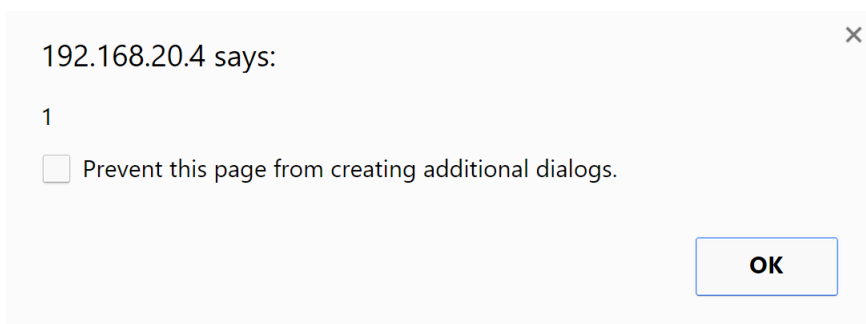 192.168.20.4 says:
1
Prevent this page from creating additional dialogs.
OK